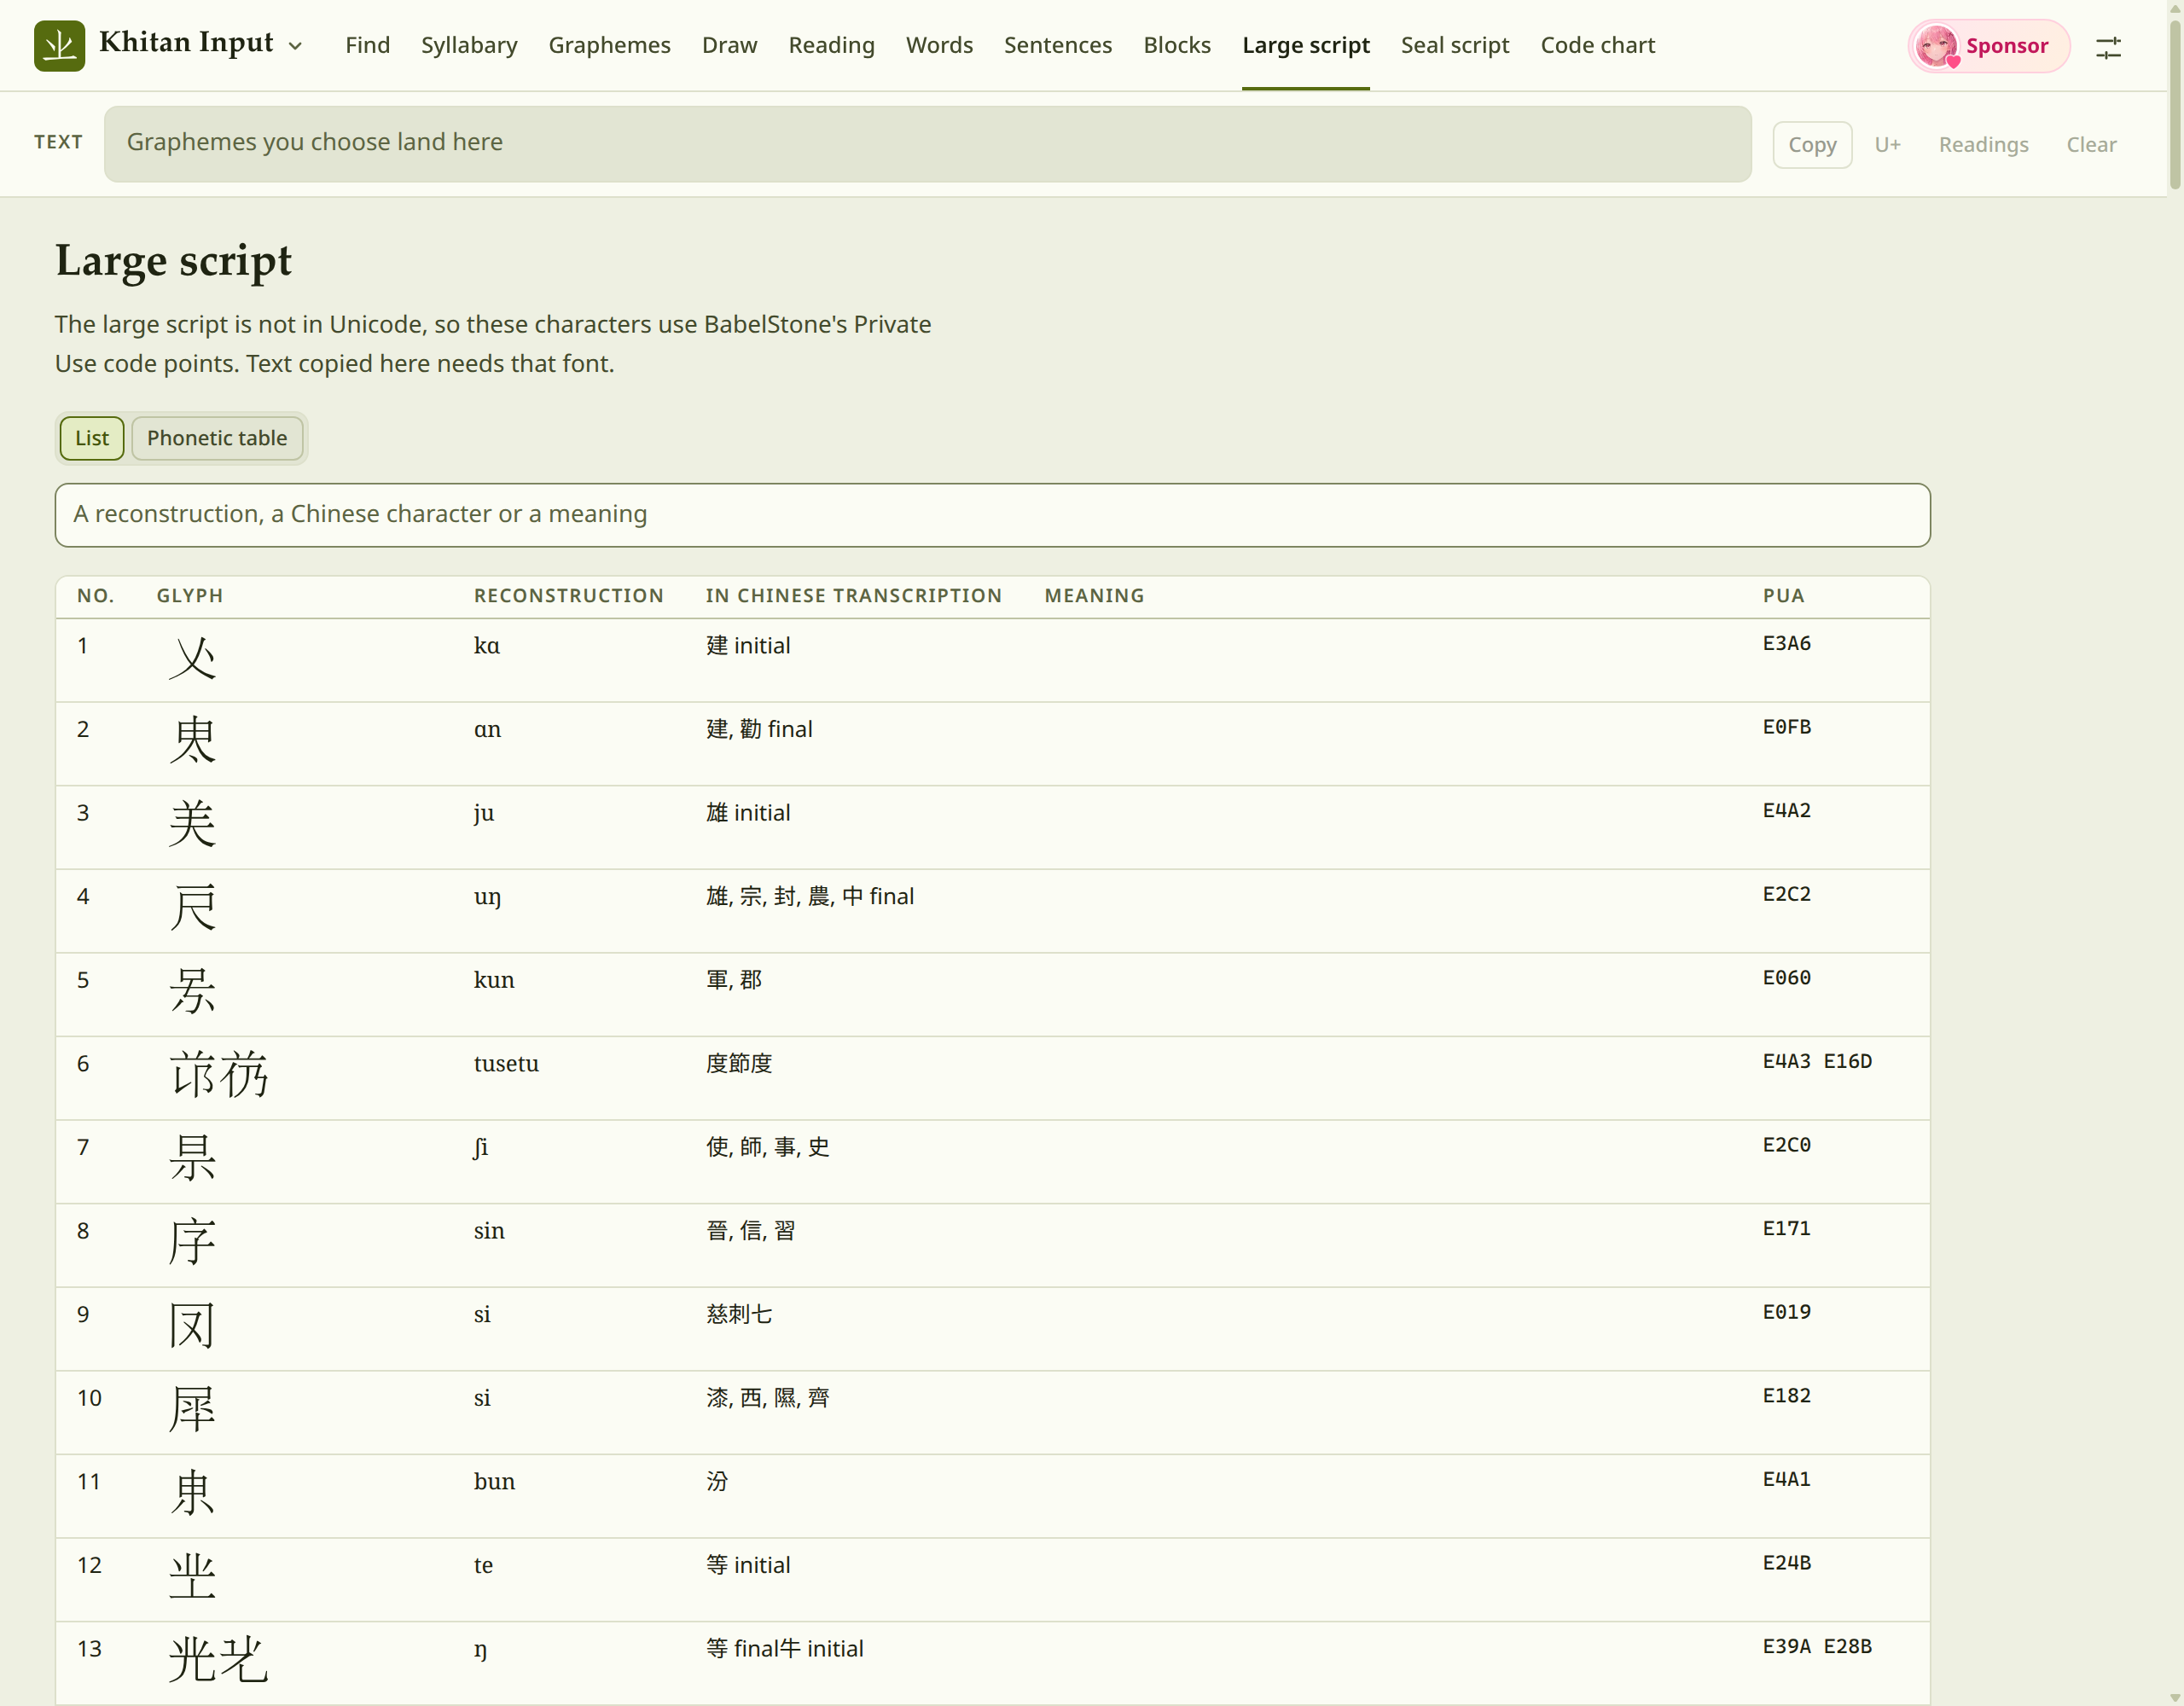 Khitan Input
Find
Syllabary
Graphemes
Draw
Reading
Words
Sentences
Blocks
Large script
Seal script
Code chart
Sponsor
TEXT
Graphemes you choose land here
Copy
U+
Readings
Clear
Large script
The large script is not in Unicode, so these characters use BabelStone's Private
Use code points. Text copied here needs that font.
List
Phonetic table
A reconstruction, a Chinese character or a meaning
NO. GLYPH RECONSTRUCTION IN CHINESE TRANSCRIPTION MEANING PUA
1 kɑ 建 initial E3A6
2 ɑn 建, 勸 final E0FB
3 ju 雄 initial E4A2
4 uŋ 雄, 宗, 封, 農, 中 final E2C2
5 kun 軍, 郡 E060
6 tusetu 度節度 E4A3 E16D
7 ʃi 使, 師, 事, 史 E2C0
8 sin 晉, 信, 習 E171
9 si 慈刺七 E019
10 si 漆, 西, 隰, 齊 E182
11 bun 汾 E4A1
12 te 等 initial E24B
13 ŋ 等 final牛 initial E39A E28B